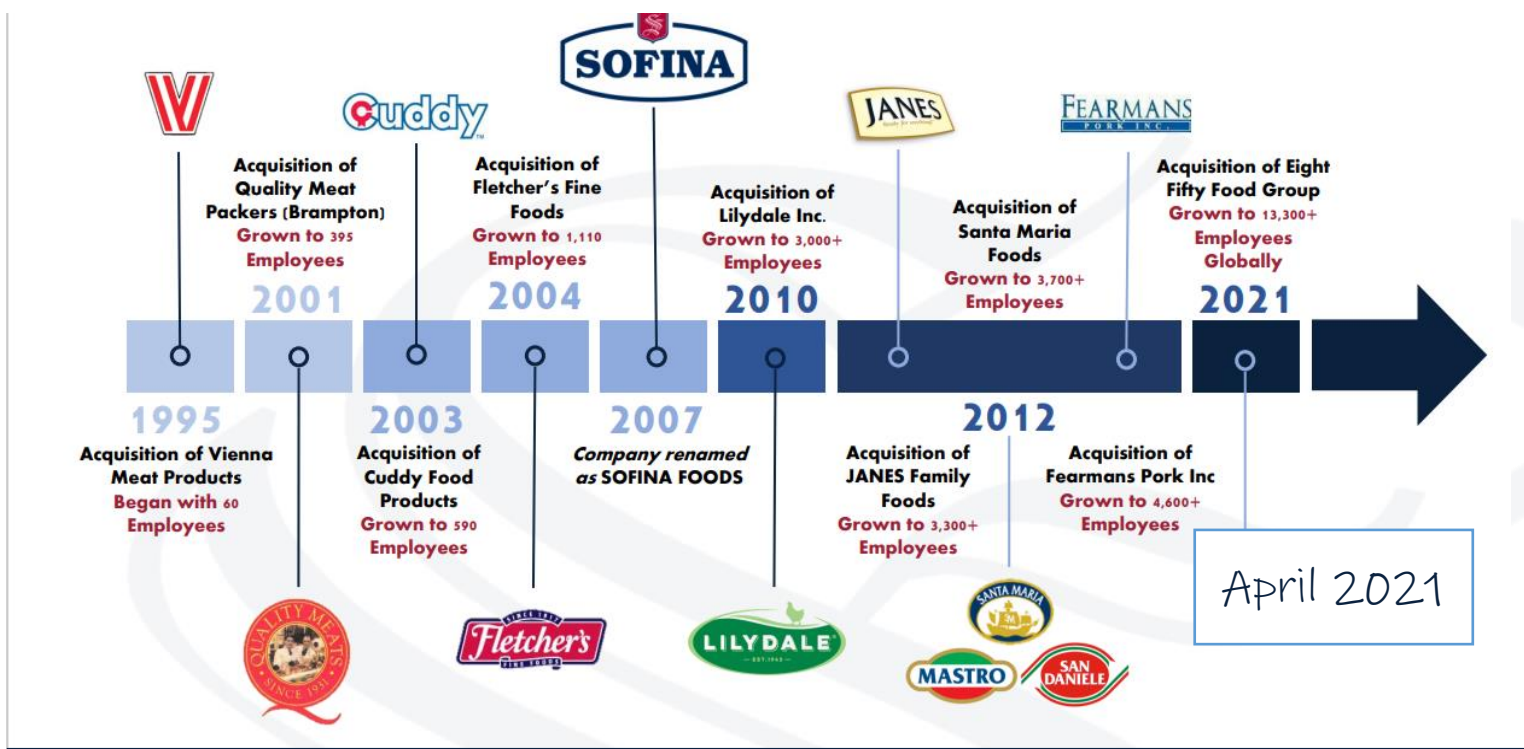 SOFINA
V
Cuddy™
JANES
FEARMANS
PORK INC.
Acquisition of
Quality Meat
Packers (Brampton)
Grown to 395
Employees
2001
Acquisition of
Fletcher's Fine
Foods
Grown to 1,110
Employees
2004
Acquisition of
Lilydale Inc.
Grown to 3,000+
Employees
2010
Acquisition of
Santa Maria
Foods
Grown to 3,700+
Employees
Acquisition of Eight
Fifty Food Group
Grown to 13,300+
Employees
Globally
2021
1995
Acquisition of Vienna
Meat Products
Began with 60
Employees
2003
Acquisition of
Cuddy Food
Products
Grown to 590
Employees
2007
Company renamed
as SOFINA FOODS
2012
Acquisition of
JANES Family
Foods
Grown to 3,300+
Employees
Acquisition of
Fearmans Pork Inc
Grown to 4,600+
Employees
April 2021
QUALITY MEATS
SINCE 1931
SINCE 1917
Fletcher's
FINE FOODS
LILYDALE
EST. 1940
SANTA MARIA
MASTRO
SAN
DANIELE